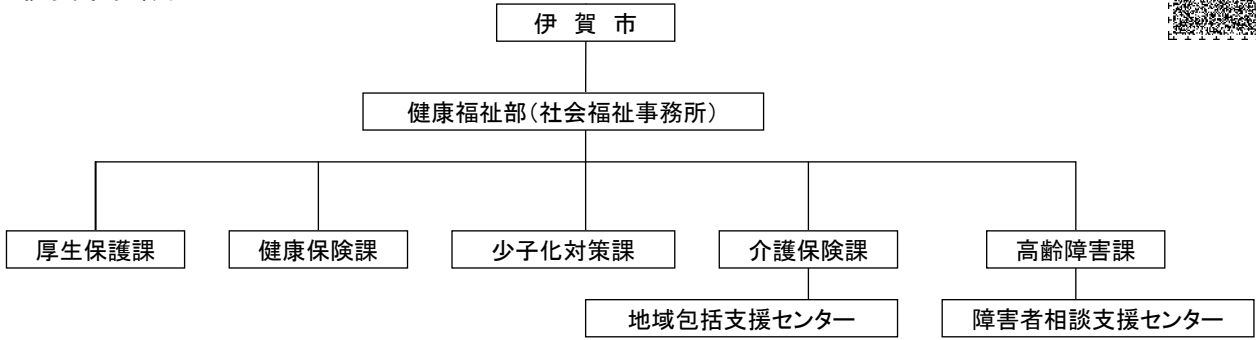 伊 賀 市
健康福祉部（社会福祉事務所）
厚生保護課
健康保険課
少子化対策課
介護保険課
高齢障害課
地域包括支援センター
障害者相談支援センター